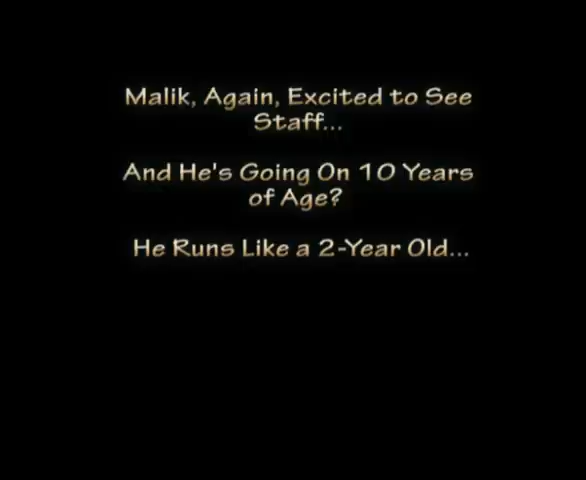 Malik, Again, Excited to See
Staff...
And He's Going On 10 Years
of Age?
He Runs Like a 2-Year Old...